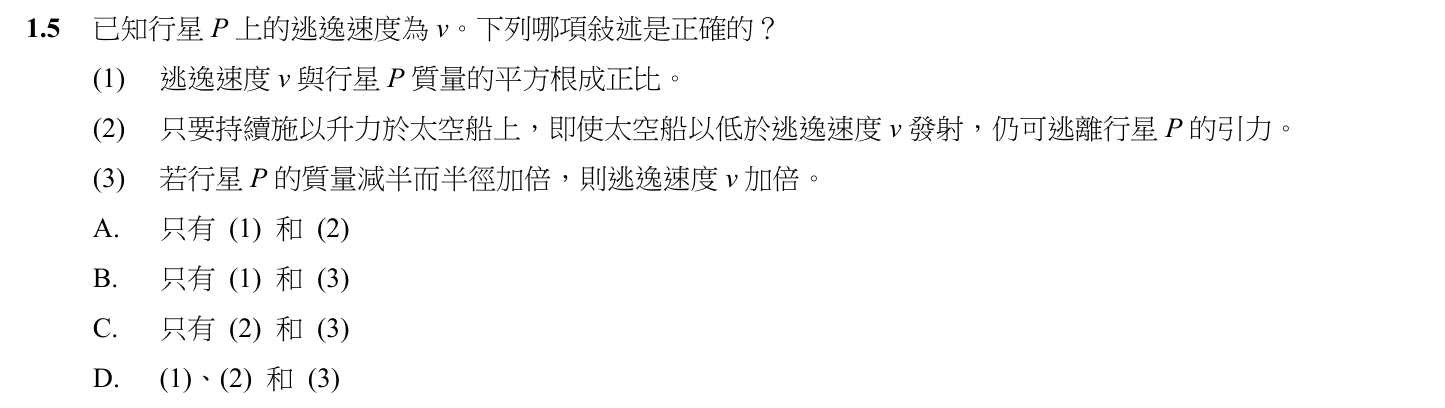 1.5 已知行星 P 上的逃逸速度為 v。下列哪項敍述是正確的？
(1) 逃逸速度 v 與行星 P 質量的平方根成正比。
(2) 只要持續施以升力於太空船上，即使太空船以低於逃逸速度 v 發射，仍可逃離行星 P 的引力。
(3) 若行星 P 的質量減半而半徑加倍，則逃逸速度 v 加倍。
A. 只有 (1) 和 (2)
B. 只有 (1) 和 (3)
C. 只有 (2) 和 (3)
D. (1)、(2) 和 (3)